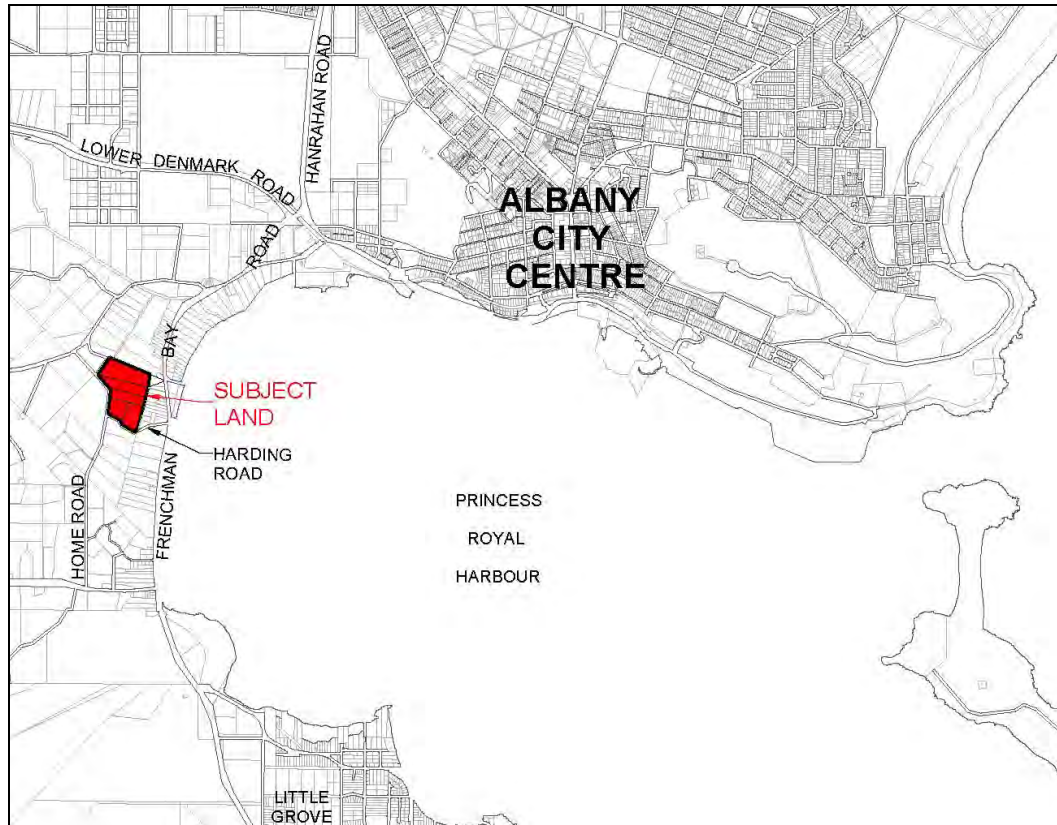 HANRAHAN ROAD
LOWER DENMARK ROAD
ALBANY
CITY
CENTRE
FRENCHMAN BAY ROAD
SUBJECT
LAND
HARDING
ROAD
HOME ROAD
PRINCESS
ROYAL
HARBOUR
LITTLE
GROVE